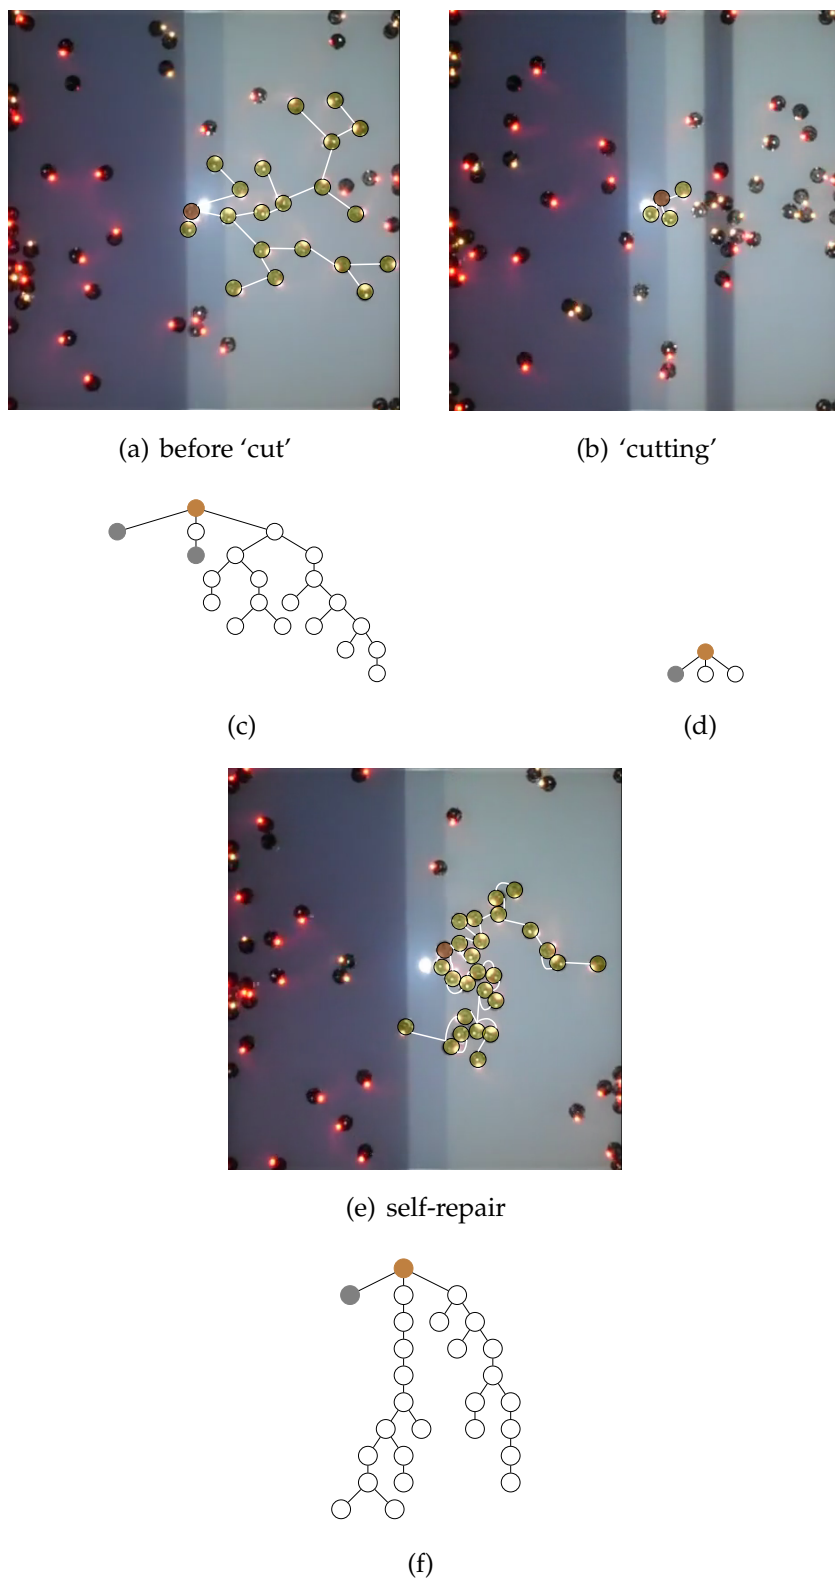 (a) before ‘cut’
(b) ‘cutting’
(c)
(d)
(e) self-repair
(f)